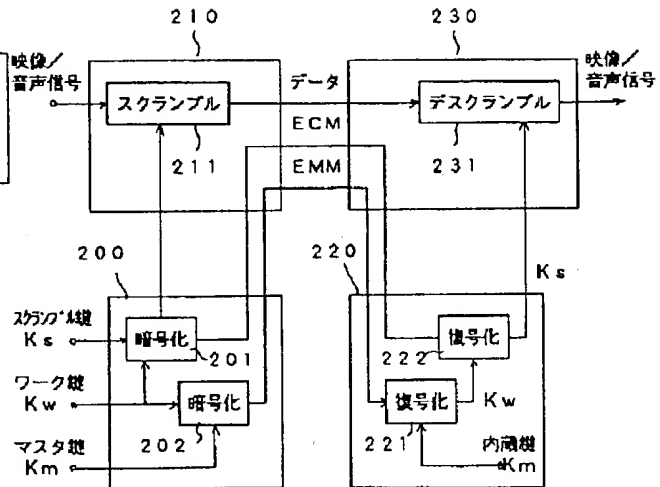 210
230
映像/
音声信号
データ
映像/
音声信号
スクランブル
デスクランブル
ECM
211
231
EMM
200
220
Ks
スクランブル鍵
Ks
暗号化
201
復号化
222
ワーク鍵
Kw
暗号化
202
復号化
221
Kw
マスタ鍵
Km
内蔵鍵
Km